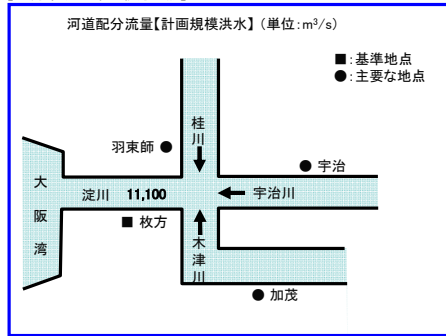 河道配分流量【計画規模洪水】（単位：m³/s）
■：基準地点
●：主要な地点
羽束師 ●
桂川
● 宇治
大阪湾
淀川 11,100
宇治川
■ 枚方
木津川
● 加茂